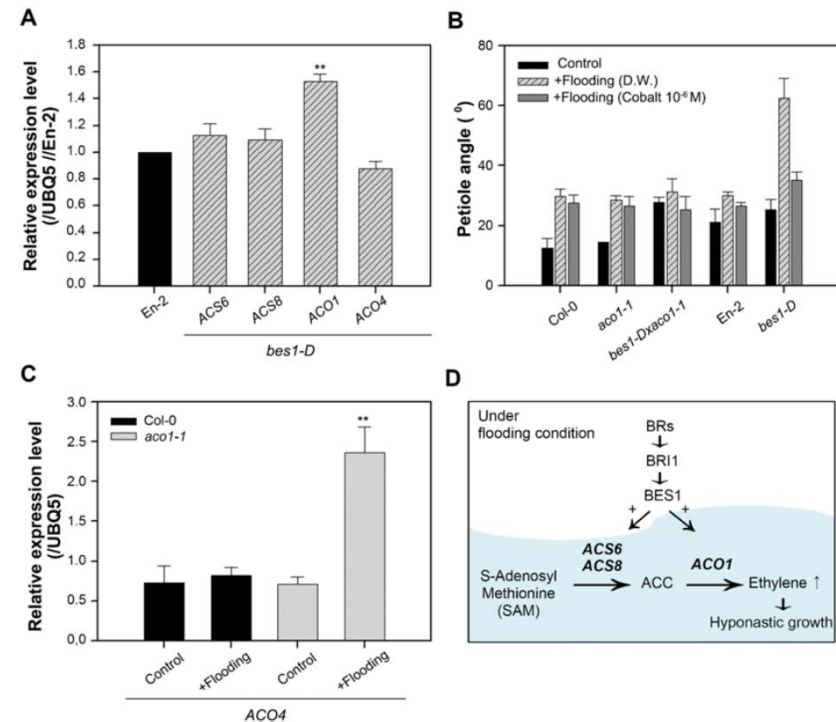 A
Relative expression level
(/UBQ5 //En-2)
1.8
1.6
1.4
1.2
1.0
0.8
0.6
0.4
0.2
0.0
**
En-2
ACS6
ACS8
ACO1
ACO4
bes1-D
B
Petiole angle ( 0)
80
60
40
20
0
Control
+Flooding (D.W.)
+Flooding (Cobalt 10-6 M)
Col-0
aco1-1
bes1-Dxaco1-1
En-2
bes1-D
C
Relative expression level
(/UBQ5)
3.0
2.5
2.0
1.5
1.0
0.5
0,0
Col-0
aco1-1
**
Control
+Flooding
Control
+Flooding
ACO4
D
Under
flooding condition
BRs
BRI1
BES1
+ +
ACS6
ACS8
ACO1
S-Adenosyl
Methionine
(SAM)
ACC
Ethylene ↑
Hyponastic growth